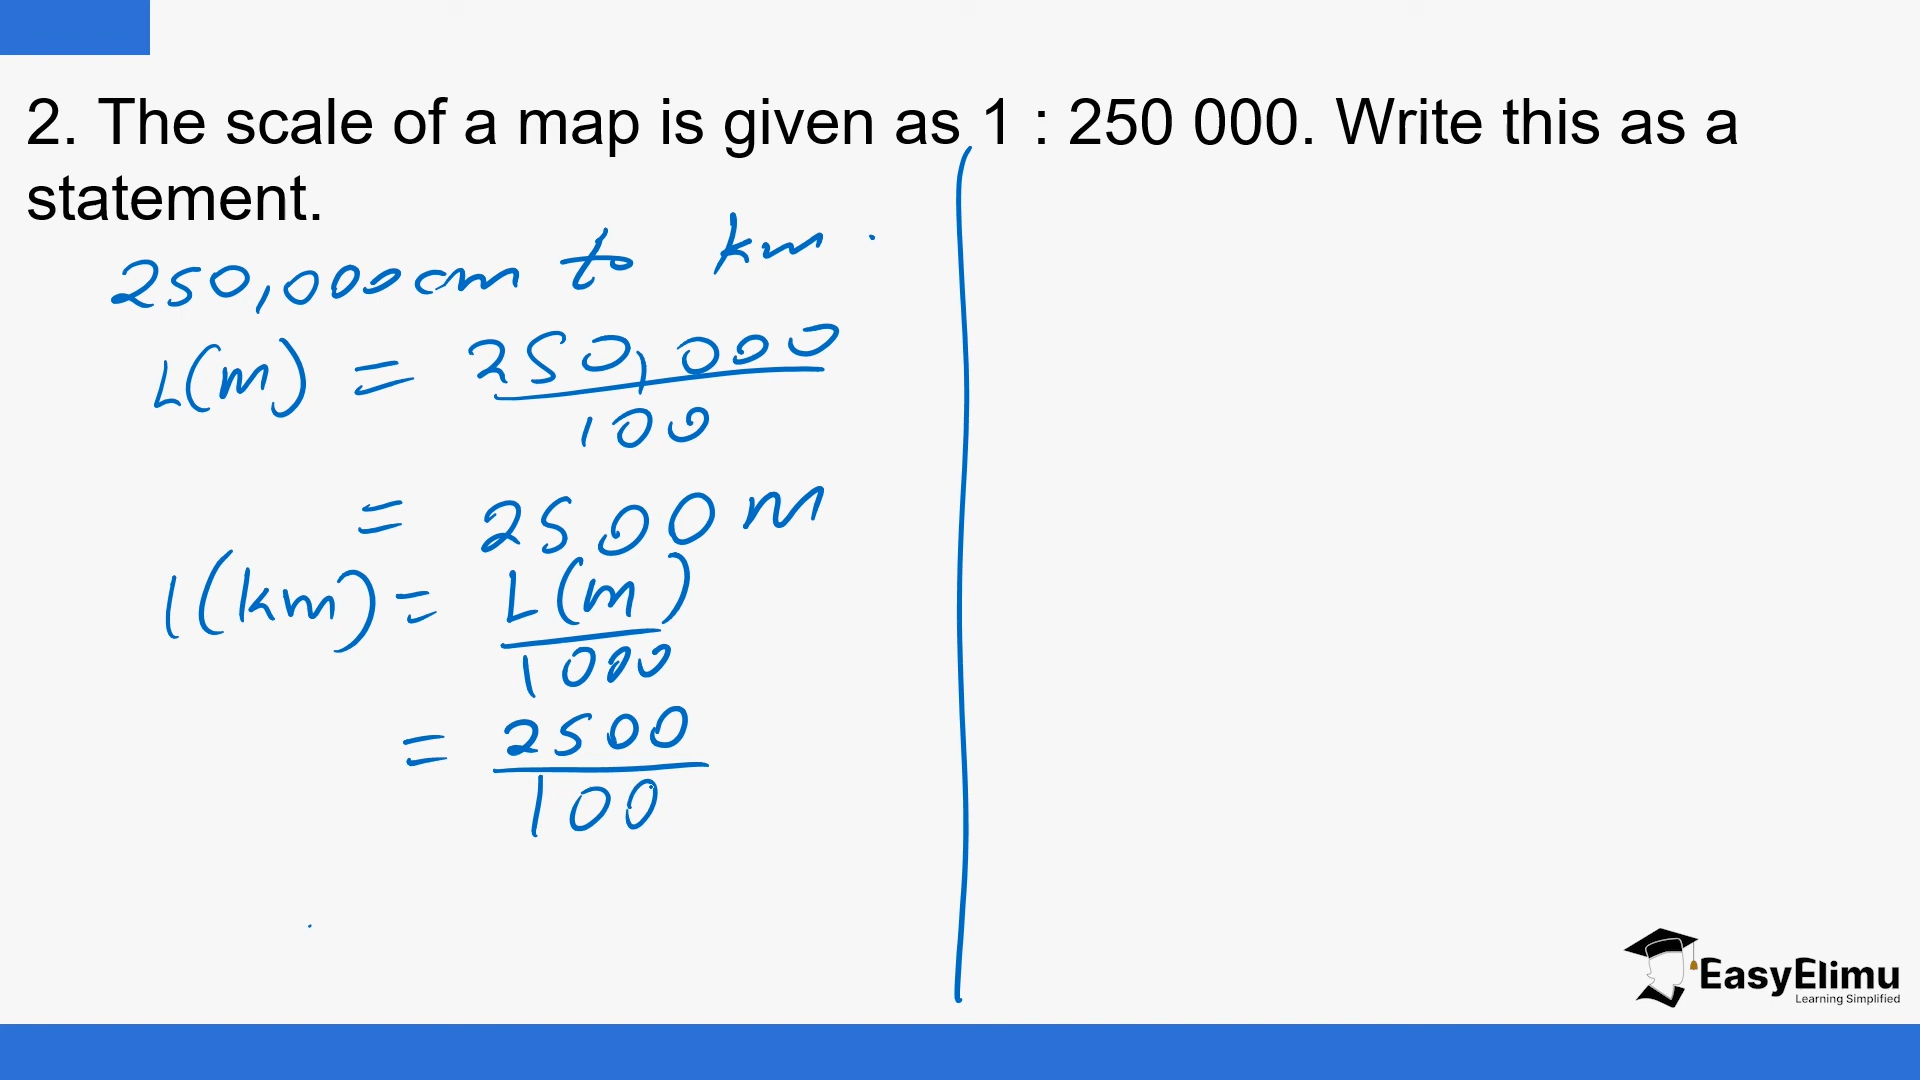 2. The scale of a map is given as 1 : 250 000. Write this as a
statement.
250,000cm to km.
L(m) = 250,000
100
= 2500 m
L(km) = L(m)
1000
= 2500
100
EasyElimu
Learning Simplified